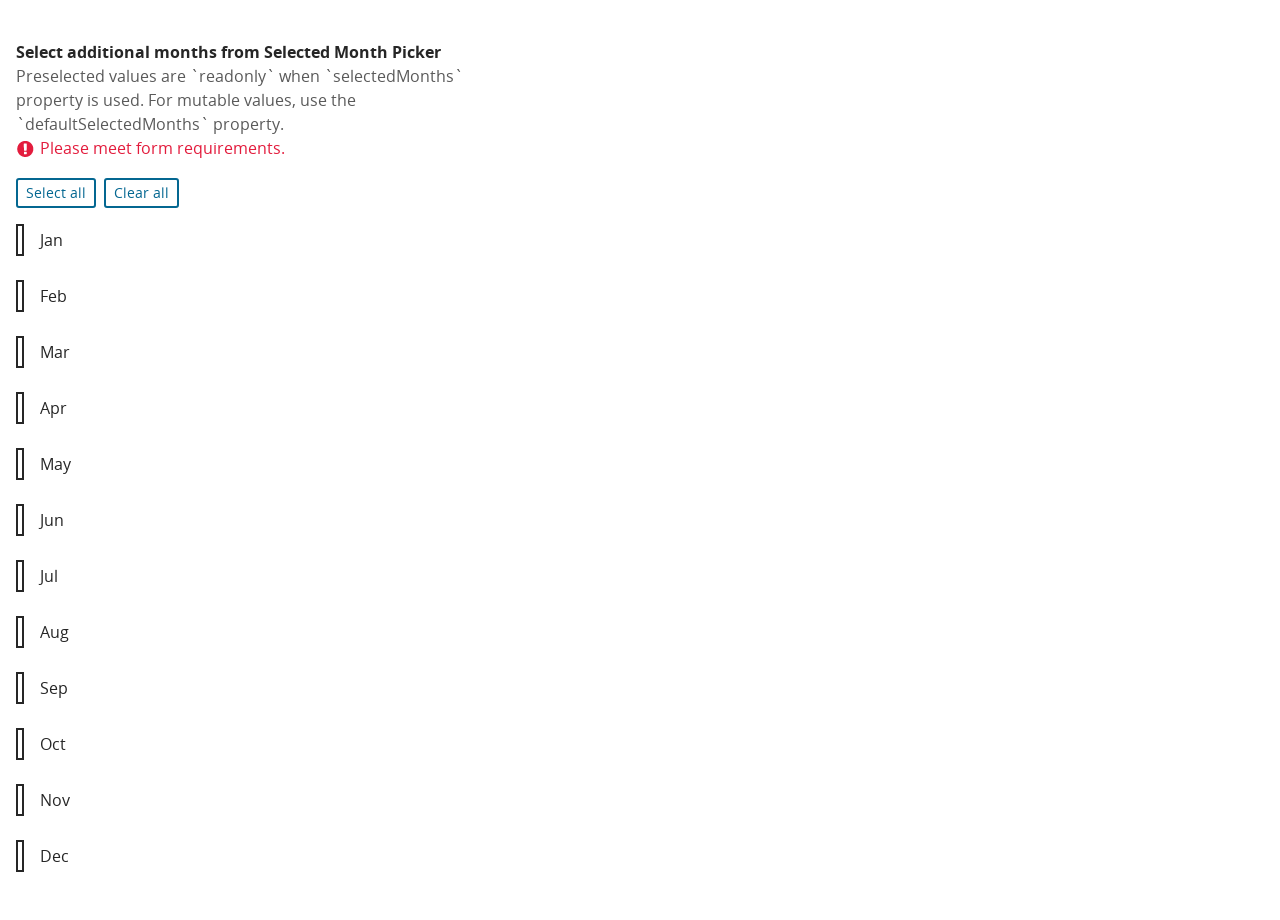 Select additional months from Selected Month Picker
Preselected values are `readonly` when `selectedMonths`
property is used. For mutable values, use the
`defaultSelectedMonths` property.
Please meet form requirements.
Select all Clear all
Jan
Feb
Mar
Apr
May
Jun
Jul
Aug
Sep
Oct
Nov
Dec